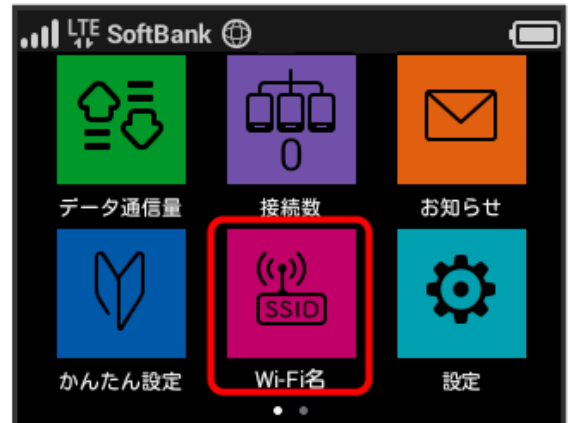 LTE SoftBank
0
データ通信量 接続数 お知らせ
SSID
かんたん設定 Wi-Fi名 設定